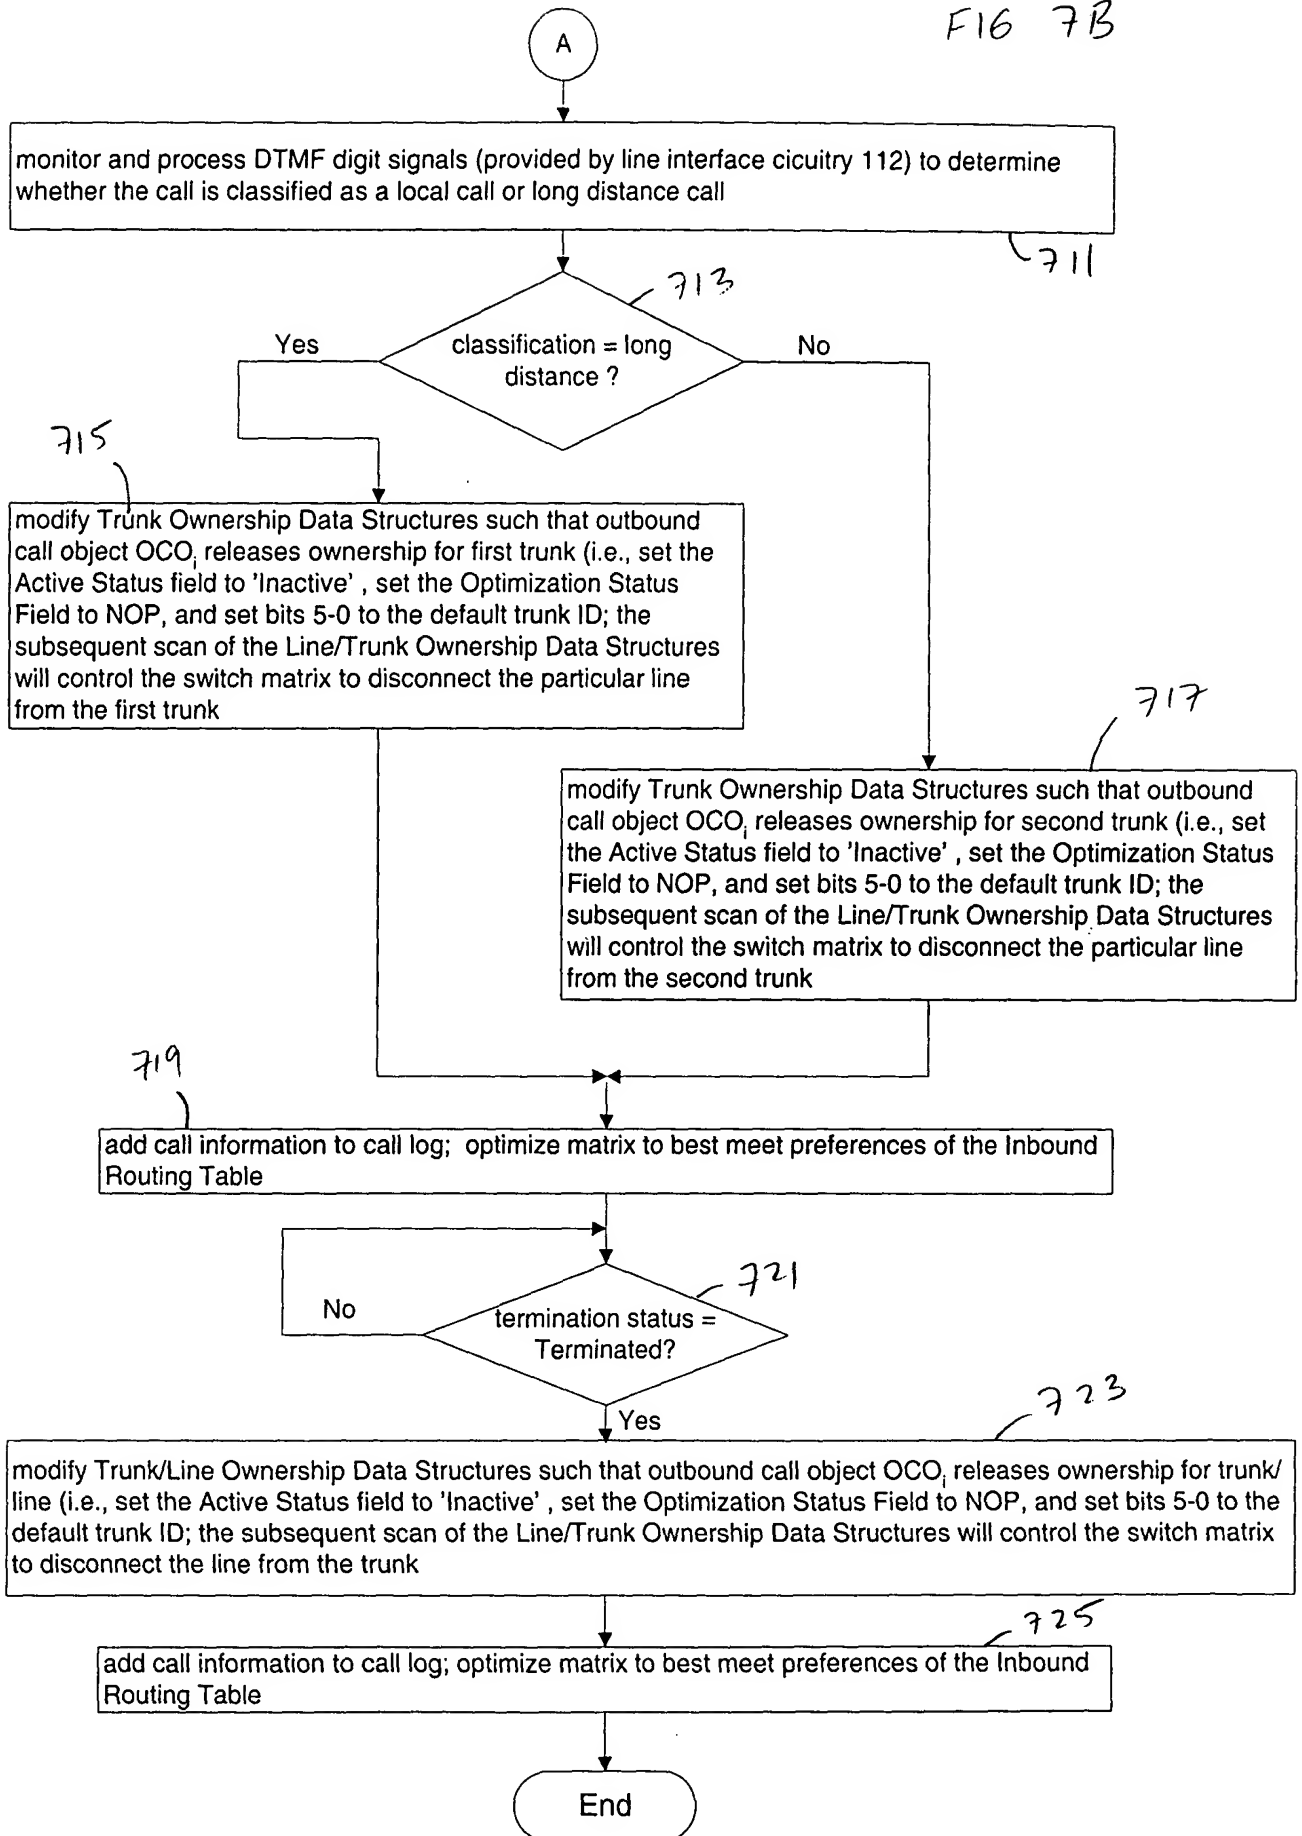 FIG 7B
A
monitor and process DTMF digit signals (provided by line interface cicuitry 112) to determine
whether the call is classified as a local call or long distance call
711
713
classification = long
distance ?
Yes
No
715
modify Trunk Ownership Data Structures such that outbound
call object OCOi releases ownership for first trunk (i.e., set the
Active Status field to 'Inactive' , set the Optimization Status
Field to NOP, and set bits 5-0 to the default trunk ID; the
subsequent scan of the Line/Trunk Ownership Data Structures
will control the switch matrix to disconnect the particular line
from the first trunk
717
modify Trunk Ownership Data Structures such that outbound
call object OCOi releases ownership for second trunk (i.e., set
the Active Status field to 'Inactive' , set the Optimization Status
Field to NOP, and set bits 5-0 to the default trunk ID; the
subsequent scan of the Line/Trunk Ownership Data Structures
will control the switch matrix to disconnect the particular line
from the second trunk
719
add call information to call log; optimize matrix to best meet preferences of the Inbound
Routing Table
721
No
termination status =
Terminated?
Yes
723
modify Trunk/Line Ownership Data Structures such that outbound call object OCOi releases ownership for trunk/
line (i.e., set the Active Status field to 'Inactive' , set the Optimization Status Field to NOP, and set bits 5-0 to the
default trunk ID; the subsequent scan of the Line/Trunk Ownership Data Structures will control the switch matrix
to disconnect the line from the trunk
725
add call information to call log; optimize matrix to best meet preferences of the Inbound
Routing Table
End